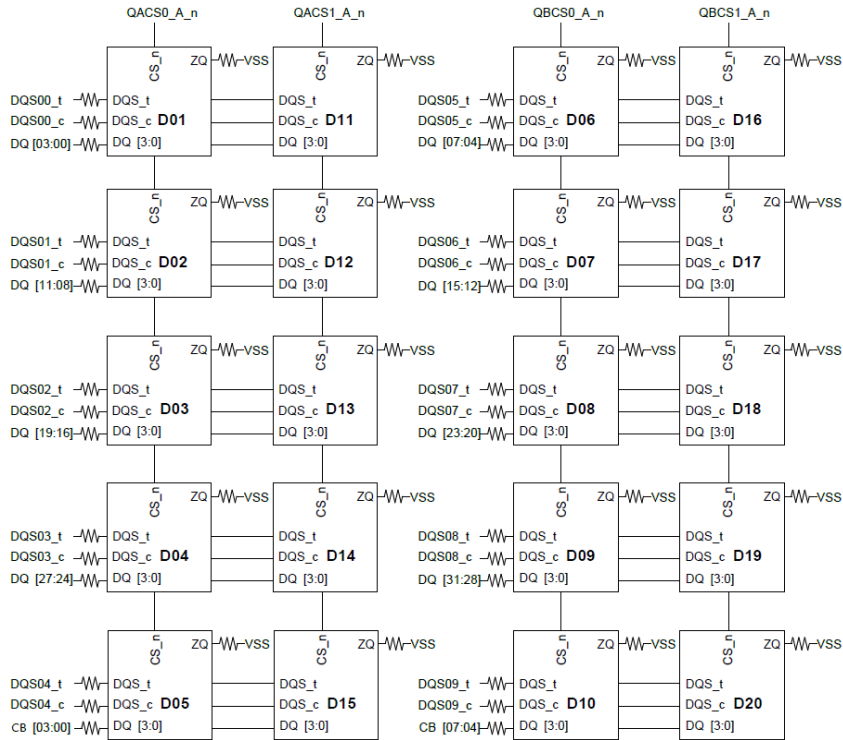 QACS0_A_n QACS1_A_n QBCS0_A_n QBCS1_A_n
CS_n ZQ VSS CS_n ZQ VSS CS_n ZQ VSS CS_n ZQ VSS
DQS00_t DQS_t DQS_t DQS05_t DQS_t DQS_t
DQS00_c DQS_c D01 DQS_c D11 DQS05_c DQS_c D06 DQS_c D16
DQ [03:00] DQ [3:0] DQ [3:0] DQ [07:04] DQ [3:0] DQ [3:0]
CS_n ZQ VSS CS_n ZQ VSS CS_n ZQ VSS CS_n ZQ VSS
DQS01_t DQS_t DQS_t DQS06_t DQS_t DQS_t
DQS01_c DQS_c D02 DQS_c D12 DQS06_c DQS_c D07 DQS_c D17
DQ [11:08] DQ [3:0] DQ [3:0] DQ [15:12] DQ [3:0] DQ [3:0]
CS_n ZQ VSS CS_n ZQ VSS CS_n ZQ VSS CS_n ZQ VSS
DQS02_t DQS_t DQS_t DQS07_t DQS_t DQS_t
DQS02_c DQS_c D03 DQS_c D13 DQS07_c DQS_c D08 DQS_c D18
DQ [19:16] DQ [3:0] DQ [3:0] DQ [23:20] DQ [3:0] DQ [3:0]
CS_n ZQ VSS CS_n ZQ VSS CS_n ZQ VSS CS_n ZQ VSS
DQS03_t DQS_t DQS_t DQS08_t DQS_t DQS_t
DQS03_c DQS_c D04 DQS_c D14 DQS08_c DQS_c D09 DQS_c D19
DQ [27:24] DQ [3:0] DQ [3:0] DQ [31:28] DQ [3:0] DQ [3:0]
CS_n ZQ VSS CS_n ZQ VSS CS_n ZQ VSS CS_n ZQ VSS
DQS04_t DQS_t DQS_t DQS09_t DQS_t DQS_t
DQS04_c DQS_c D05 DQS_c D15 DQS09_c DQS_c D10 DQS_c D20
CB [03:00] DQ [3:0] DQ [3:0] CB [07:04] DQ [3:0] DQ [3:0]